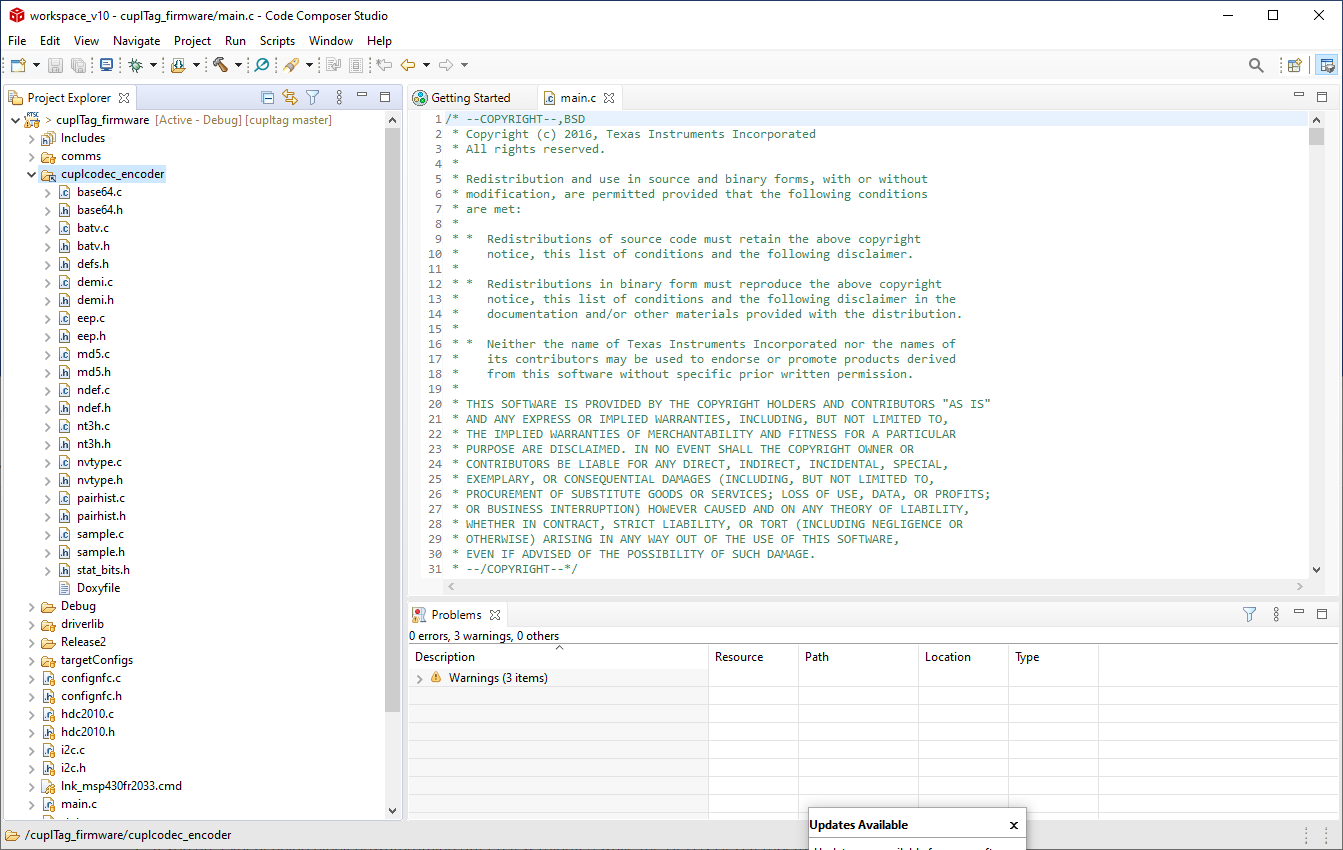 workspace_v10 - cuplTag_firmware/main.c - Code Composer Studio
File Edit View Navigate Project Run Scripts Window Help
Project Explorer
RTSC
> cuplTag_firmware [Active - Debug] [cupltag master]
Includes
comms
cuplcodec_encoder
base64.c
base64.h
batv.c
batv.h
defs.h
demi.c
demi.h
eep.c
eep.h
md5.c
md5.h
ndef.c
ndef.h
nt3h.c
nt3h.h
nvtype.c
nvtype.h
pairhist.c
pairhist.h
sample.c
sample.h
stat_bits.h
Doxyfile
Debug
driverlib
Release2
targetConfigs
confignfc.c
confignfc.h
hdc2010.c
hdc2010.h
i2c.c
i2c.h
lnk_msp430fr2033.cmd
main.c
Getting Started main.c
1 /* --COPYRIGHT--,BSD
2 * Copyright (c) 2016, Texas Instruments Incorporated
3 * All rights reserved.
4 *
5 * Redistribution and use in source and binary forms, with or without
6 * modification, are permitted provided that the following conditions
7 * are met:
8 *
9 * * Redistributions of source code must retain the above copyright
10 * notice, this list of conditions and the following disclaimer.
11 *
12 * * Redistributions in binary form must reproduce the above copyright
13 * notice, this list of conditions and the following disclaimer in the
14 * documentation and/or other materials provided with the distribution.
15 *
16 * * Neither the name of Texas Instruments Incorporated nor the names of
17 * its contributors may be used to endorse or promote products derived
18 * from this software without specific prior written permission.
19 *
20 * THIS SOFTWARE IS PROVIDED BY THE COPYRIGHT HOLDERS AND CONTRIBUTORS "AS IS"
21 * AND ANY EXPRESS OR IMPLIED WARRANTIES, INCLUDING, BUT NOT LIMITED TO,
22 * THE IMPLIED WARRANTIES OF MERCHANTABILITY AND FITNESS FOR A PARTICULAR
23 * PURPOSE ARE DISCLAIMED. IN NO EVENT SHALL THE COPYRIGHT OWNER OR
24 * CONTRIBUTORS BE LIABLE FOR ANY DIRECT, INDIRECT, INCIDENTAL, SPECIAL,
25 * EXEMPLARY, OR CONSEQUENTIAL DAMAGES (INCLUDING, BUT NOT LIMITED TO,
26 * PROCUREMENT OF SUBSTITUTE GOODS OR SERVICES; LOSS OF USE, DATA, OR PROFITS;
27 * OR BUSINESS INTERRUPTION) HOWEVER CAUSED AND ON ANY THEORY OF LIABILITY,
28 * WHETHER IN CONTRACT, STRICT LIABILITY, OR TORT (INCLUDING NEGLIGENCE OR
29 * OTHERWISE) ARISING IN ANY WAY OUT OF THE USE OF THIS SOFTWARE,
30 * EVEN IF ADVISED OF THE POSSIBILITY OF SUCH DAMAGE.
31 * --/COPYRIGHT--*/
Problems
0 errors, 3 warnings, 0 others
Description Resource Path Location Type
Warnings (3 items)
Updates Available
/cuplTag_firmware/cuplcodec_encoder